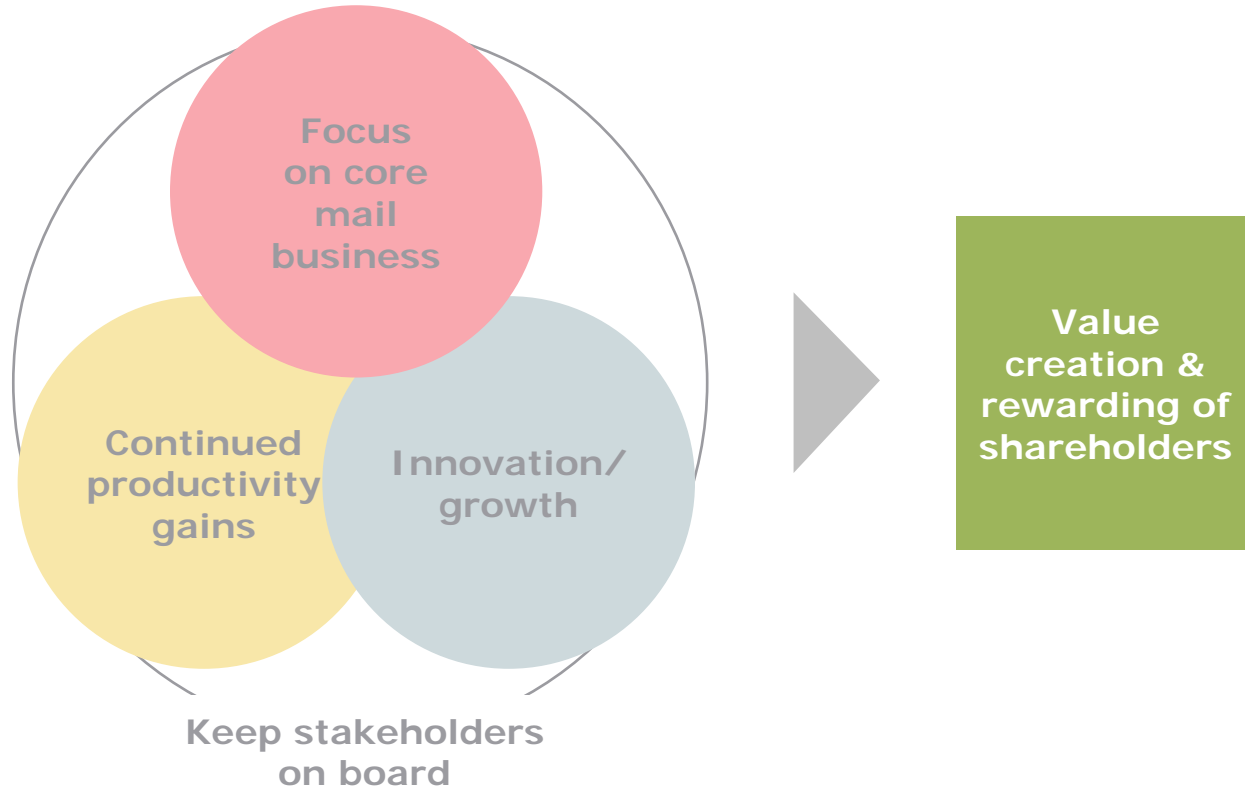 Focus
on core
mail
business
Continued
productivity
gains
Innovation/
growth
Keep stakeholders
on board
Value
creation &
rewarding of
shareholders